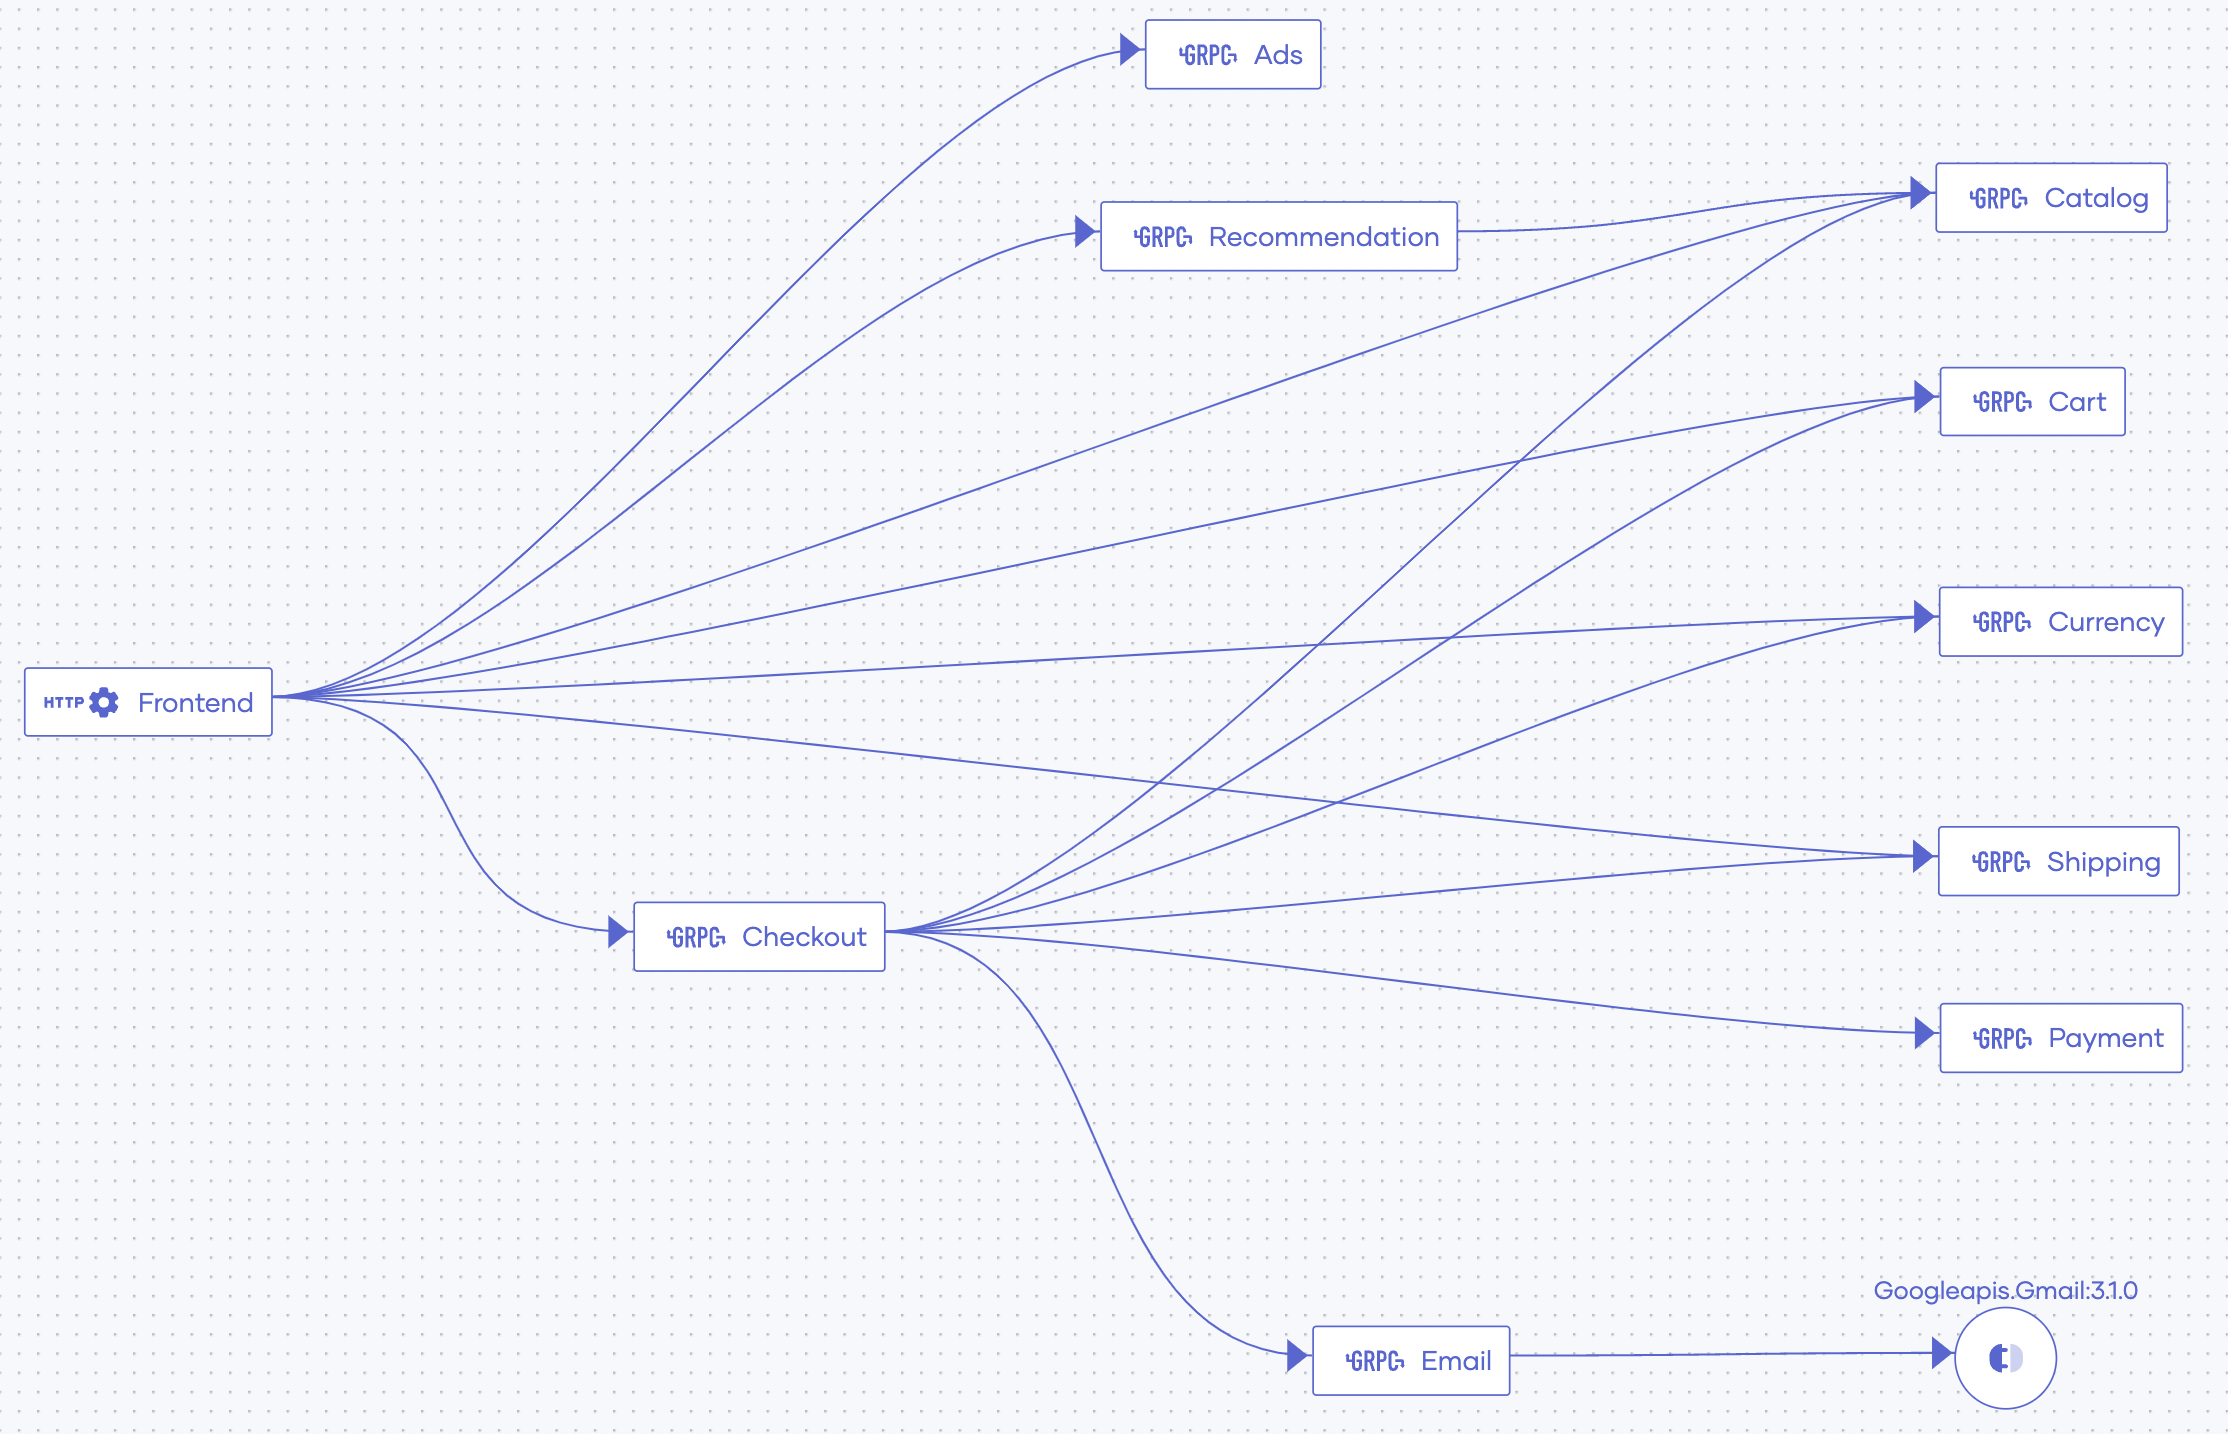 GRPC Ads
GRPC Catalog
GRPC Recommendation
GRPC Cart
GRPC Currency
HTTP Frontend
GRPC Shipping
GRPC Checkout
GRPC Payment
Googleapis.Gmail:3.1.0
GRPC Email